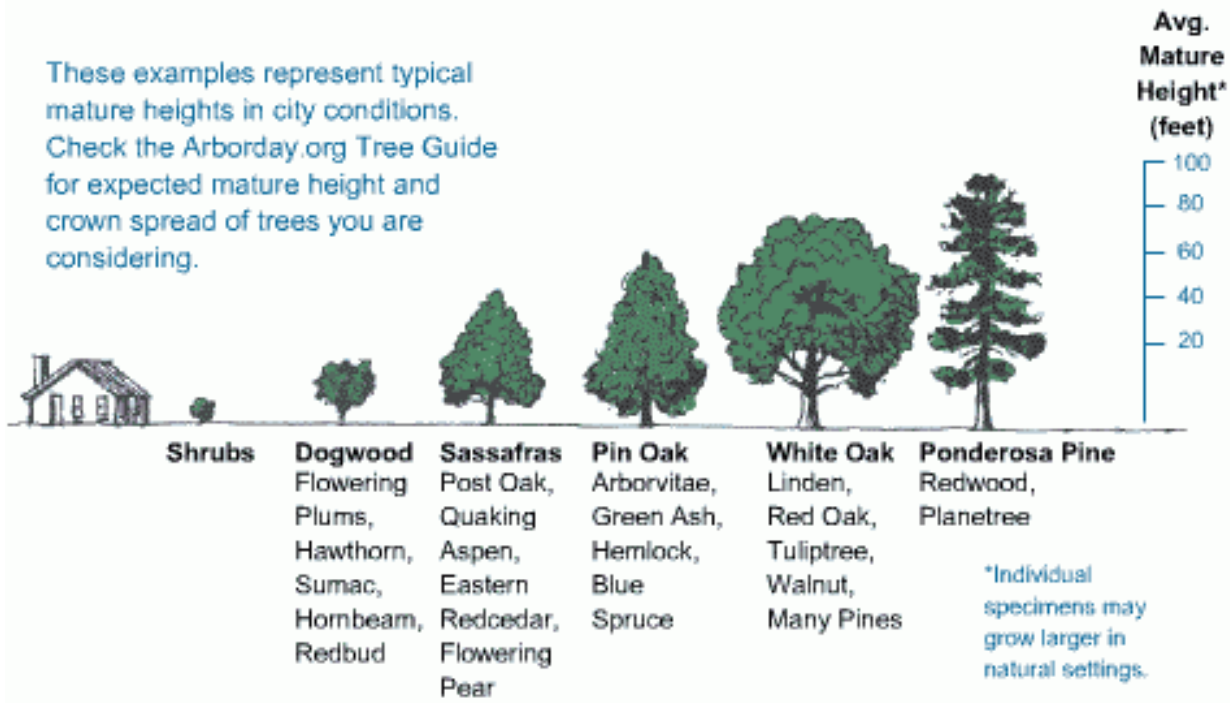 These examples represent typical
mature heights in city conditions.
Check the Arborday.org Tree Guide
for expected mature height and
crown spread of trees you are
considering.
Avg.
Mature
Height*
(feet)
100
80
60
40
20
Shrubs
Dogwood
Flowering
Plums,
Hawthorn,
Sumac,
Hornbeam,
Redbud
Sassafras
Post Oak,
Quaking
Aspen,
Eastern
Redcedar,
Flowering
Pear
Pin Oak
Arborvitae,
Green Ash,
Hemlock,
Blue
Spruce
White Oak
Linden,
Red Oak,
Tuliptree,
Walnut,
Many Pines
Ponderosa Pine
Redwood,
Planetree
*Individual
specimens may
grow larger in
natural settings.